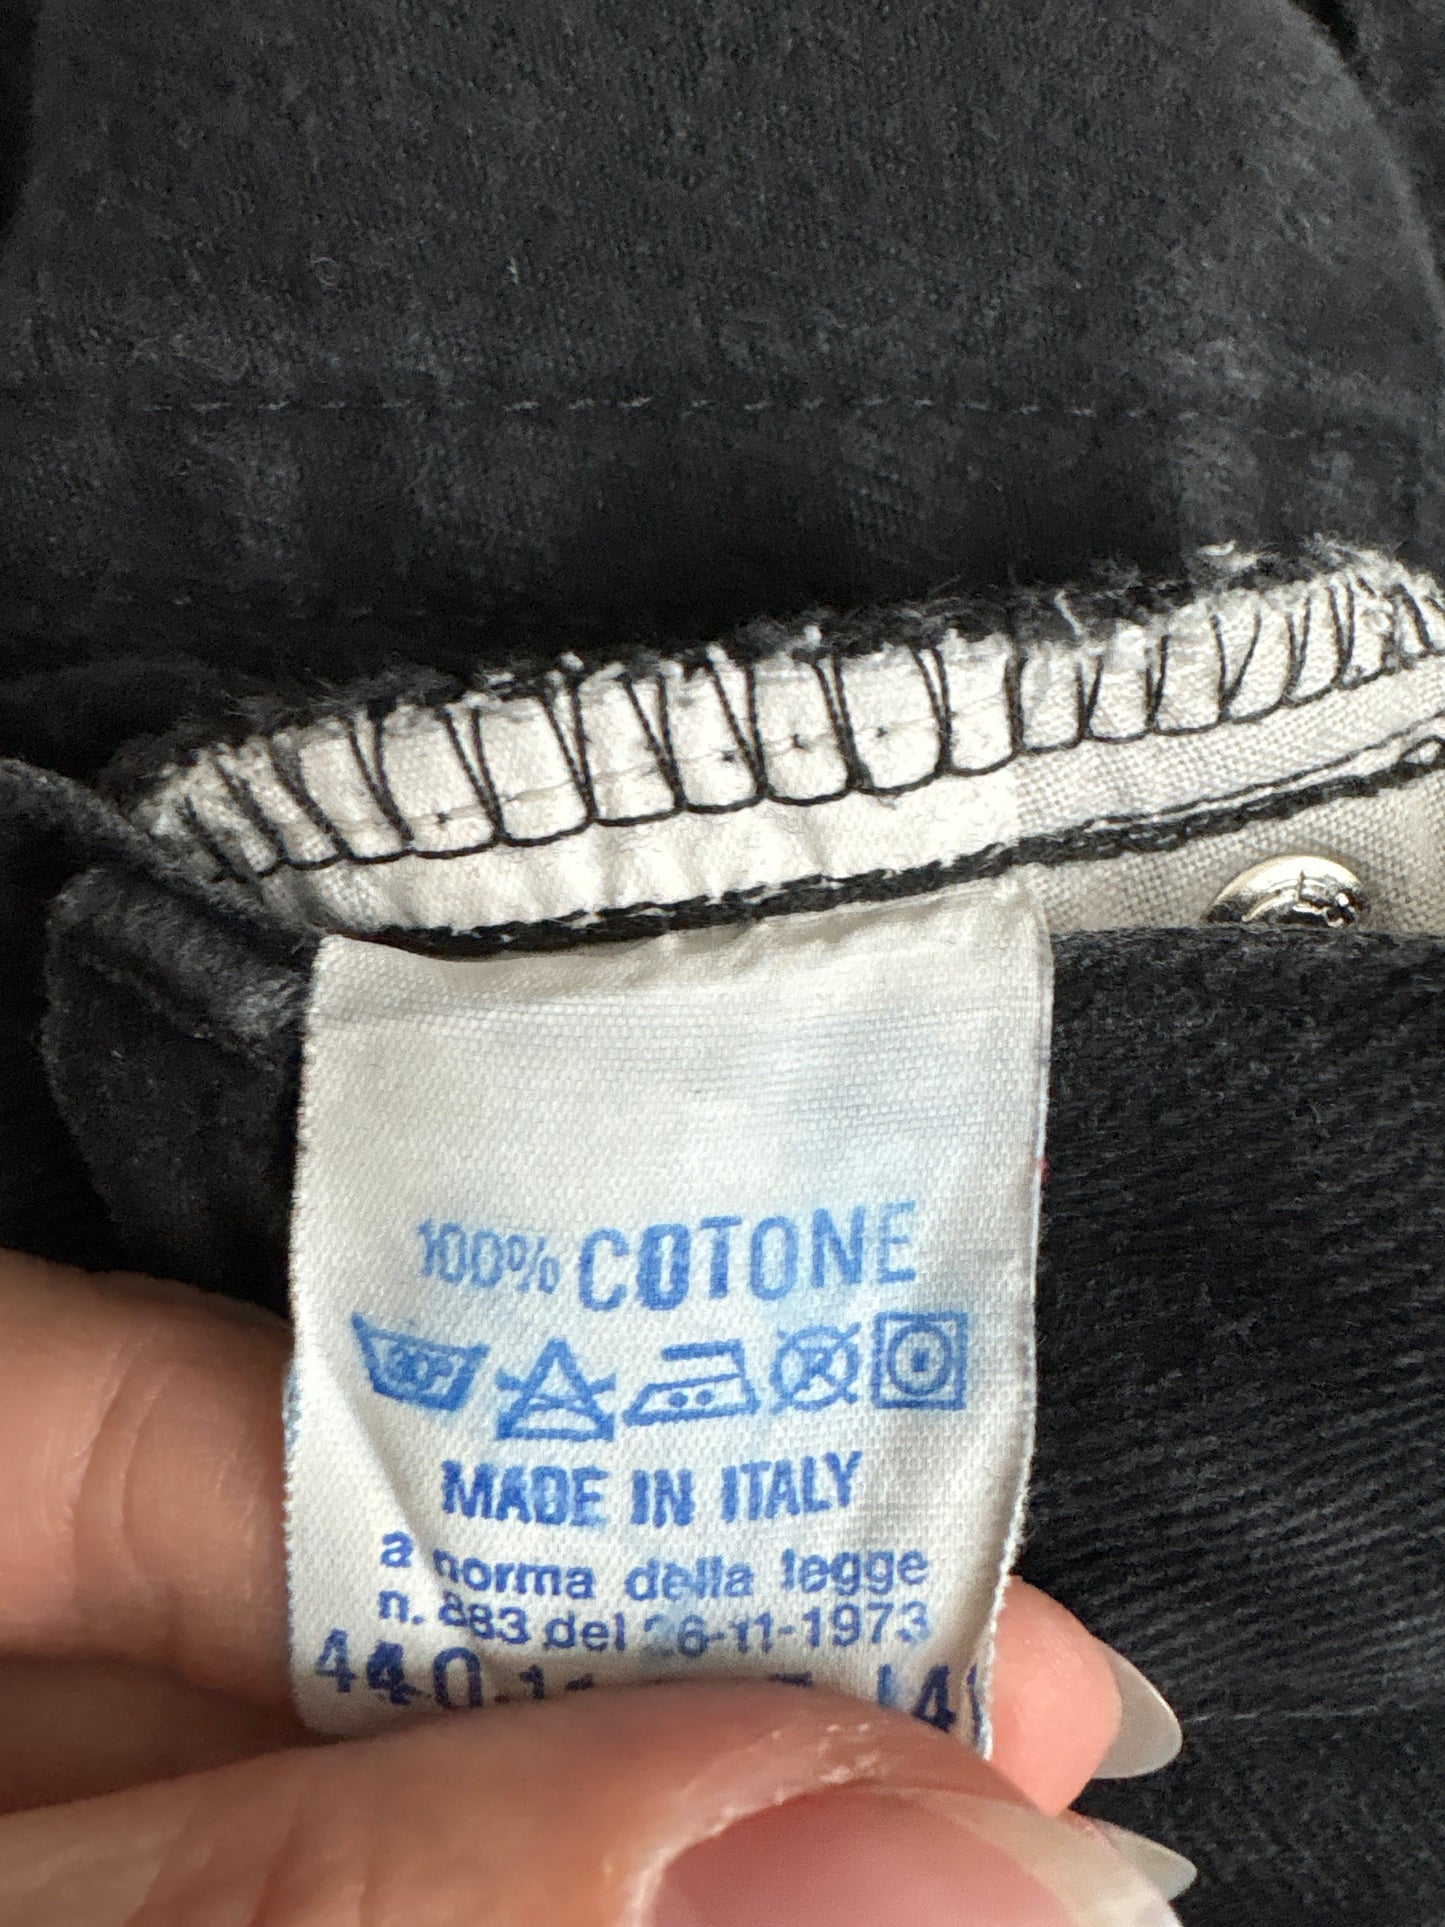 100% COTONE
30°
MADE IN ITALY
a norma della legge
n. 883 del 26-11-1973